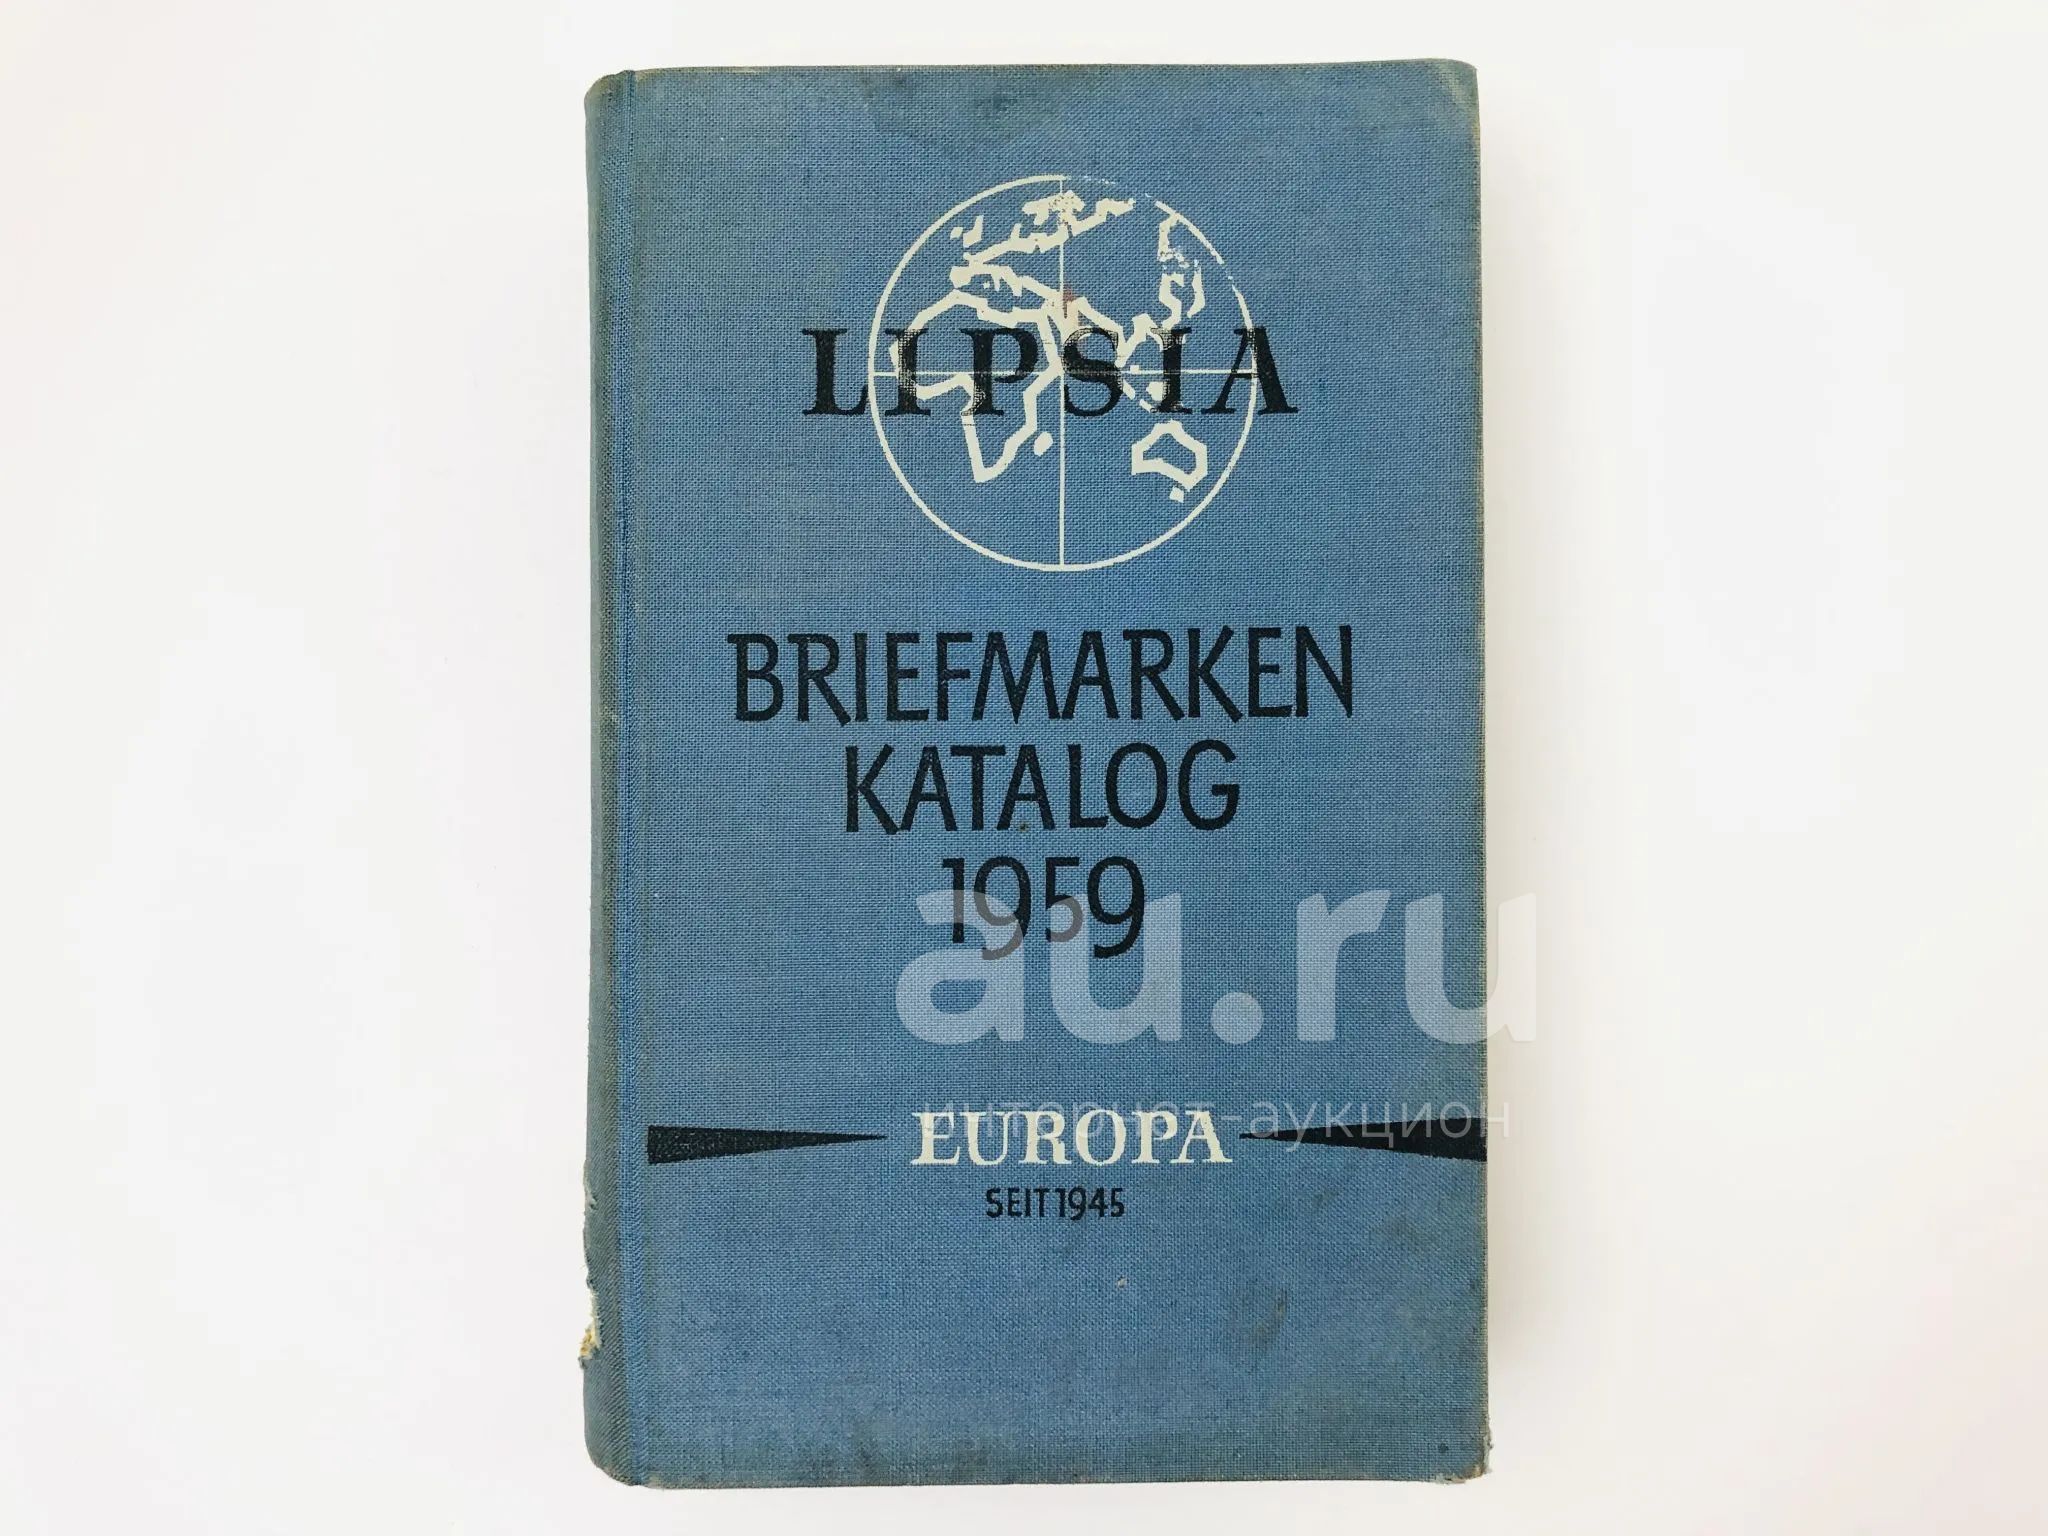 LIPSIA
BRIEFMARKEN
KATALOG
1959
au.ru
интернет-аукцион
EUROPA
SEIT 1945